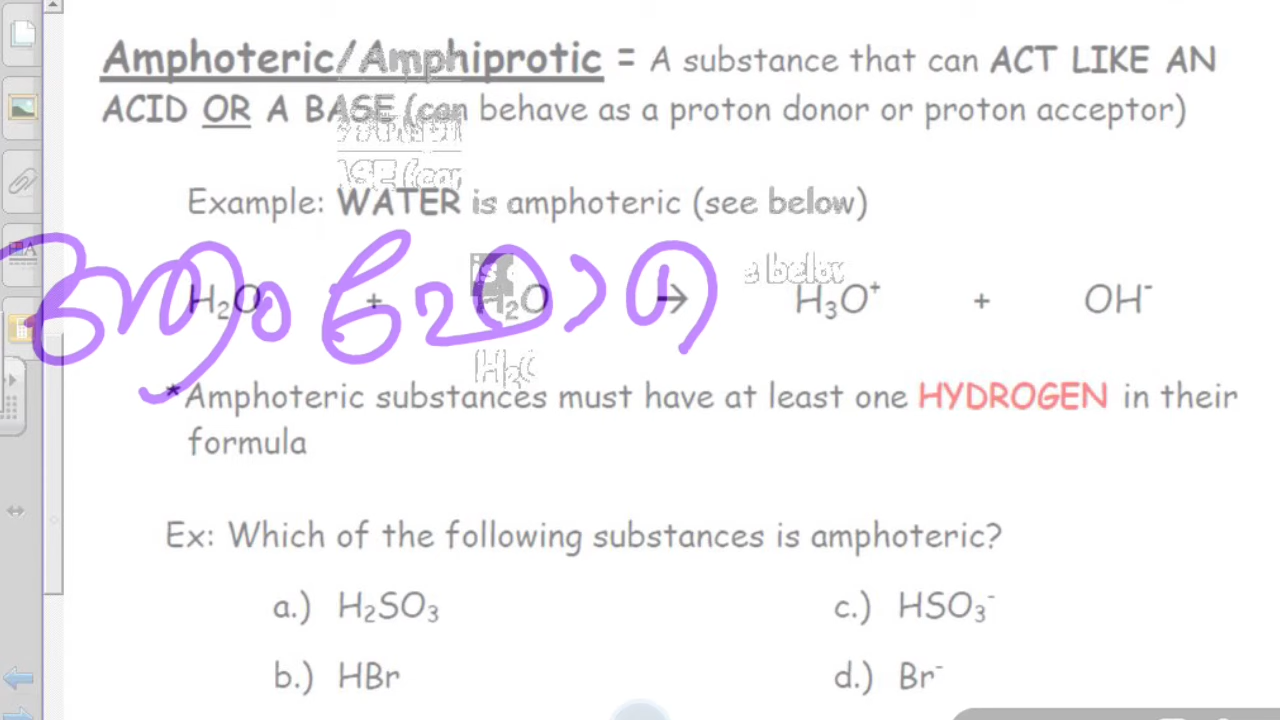 Amphoteric/Amphiprotic = A substance that can ACT LIKE AN
ACID OR A BASE (can behave as a proton donor or proton acceptor)
Example: WATER is amphoteric (see below)
H₂O + H₂O → H₃O⁺ + OH⁻
*Amphoteric substances must have at least one HYDROGEN in their
formula
Ex: Which of the following substances is amphoteric?
a.) H₂SO₃ c.) HSO₃⁻
b.) HBr d.) Br⁻